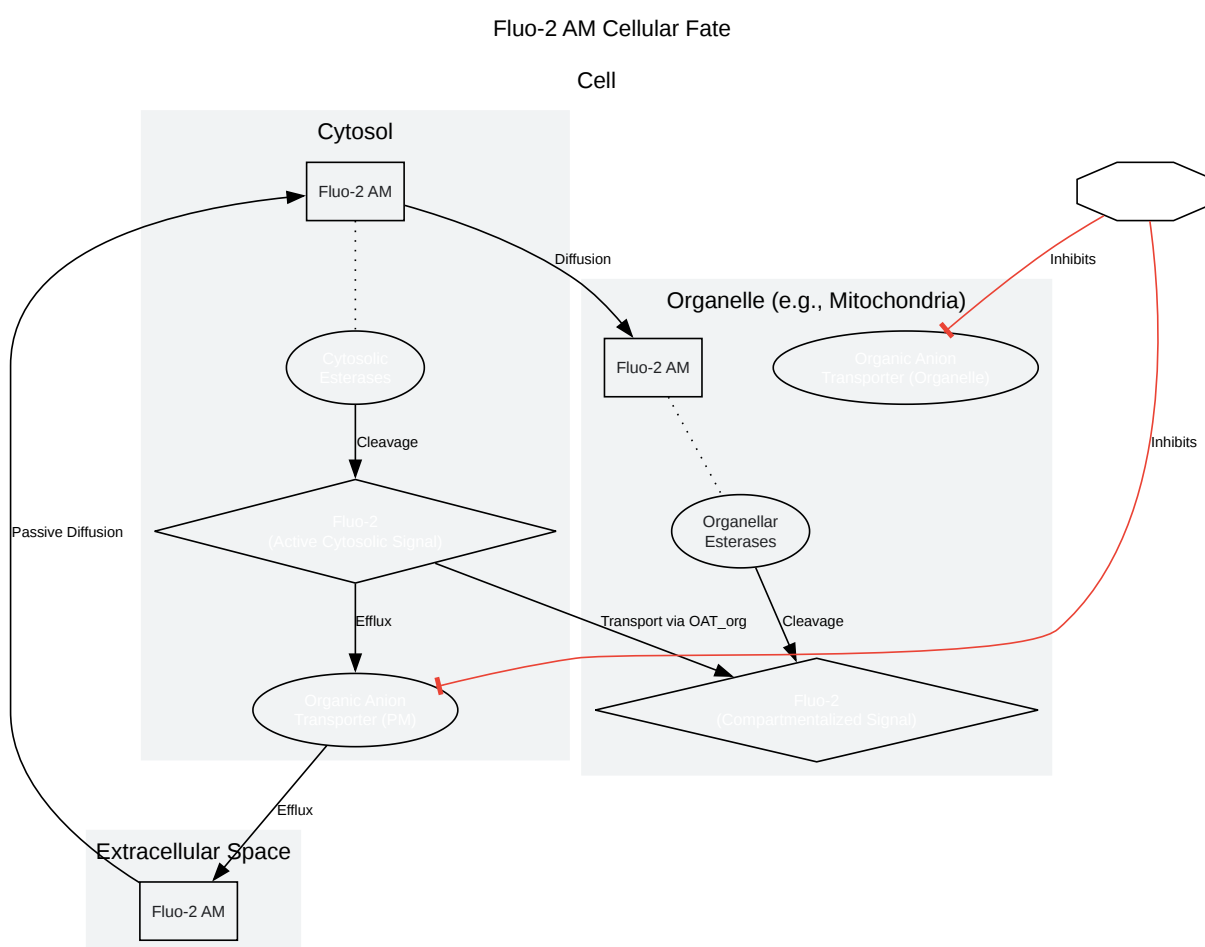 Fluo-2 AM Cellular Fate
Cell
Cytosol
Fluo-2 AM
Diffusion
Inhibits
Organelle (e.g., Mitochondria)
Cytosolic
Esterases
Fluo-2 AM
Organic Anion
Transporter (Organelle)
Cleavage
Inhibits
Fluo-2
(Active Cytosolic Signal)
Organellar
Esterases
Passive Diffusion
Efflux
Transport via OAT_org
Cleavage
Organic Anion
Transporter (PM)
Fluo-2
(Compartmentalized Signal)
Efflux
Extracellular Space
Fluo-2 AM